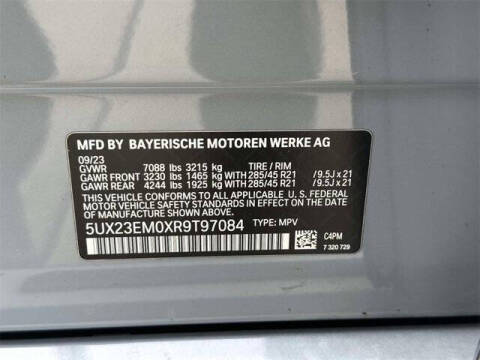 MFD BY BAYERISCHE MOTOREN WERKE AG
09/23
GVWR 7088 lbs 3215 kg TIRE / RIM
GAWR FRONT 3230 lbs 1465 kg WITH 285/45 R21 /9.5J x 21
GAWR REAR 4244 lbs 1925 kg WITH 285/45 R21 /9.5J x 21
THIS VEHICLE CONFORMS TO ALL APPLICABLE U. S. FEDERAL
MOTOR VEHICLE SAFETY STANDARDS IN EFFECT ON THE
DATE OF MANUFACTURE SHOWN ABOVE.
5UX23EM0XR9T97084 TYPE: MPV
C4PM
7 320 729